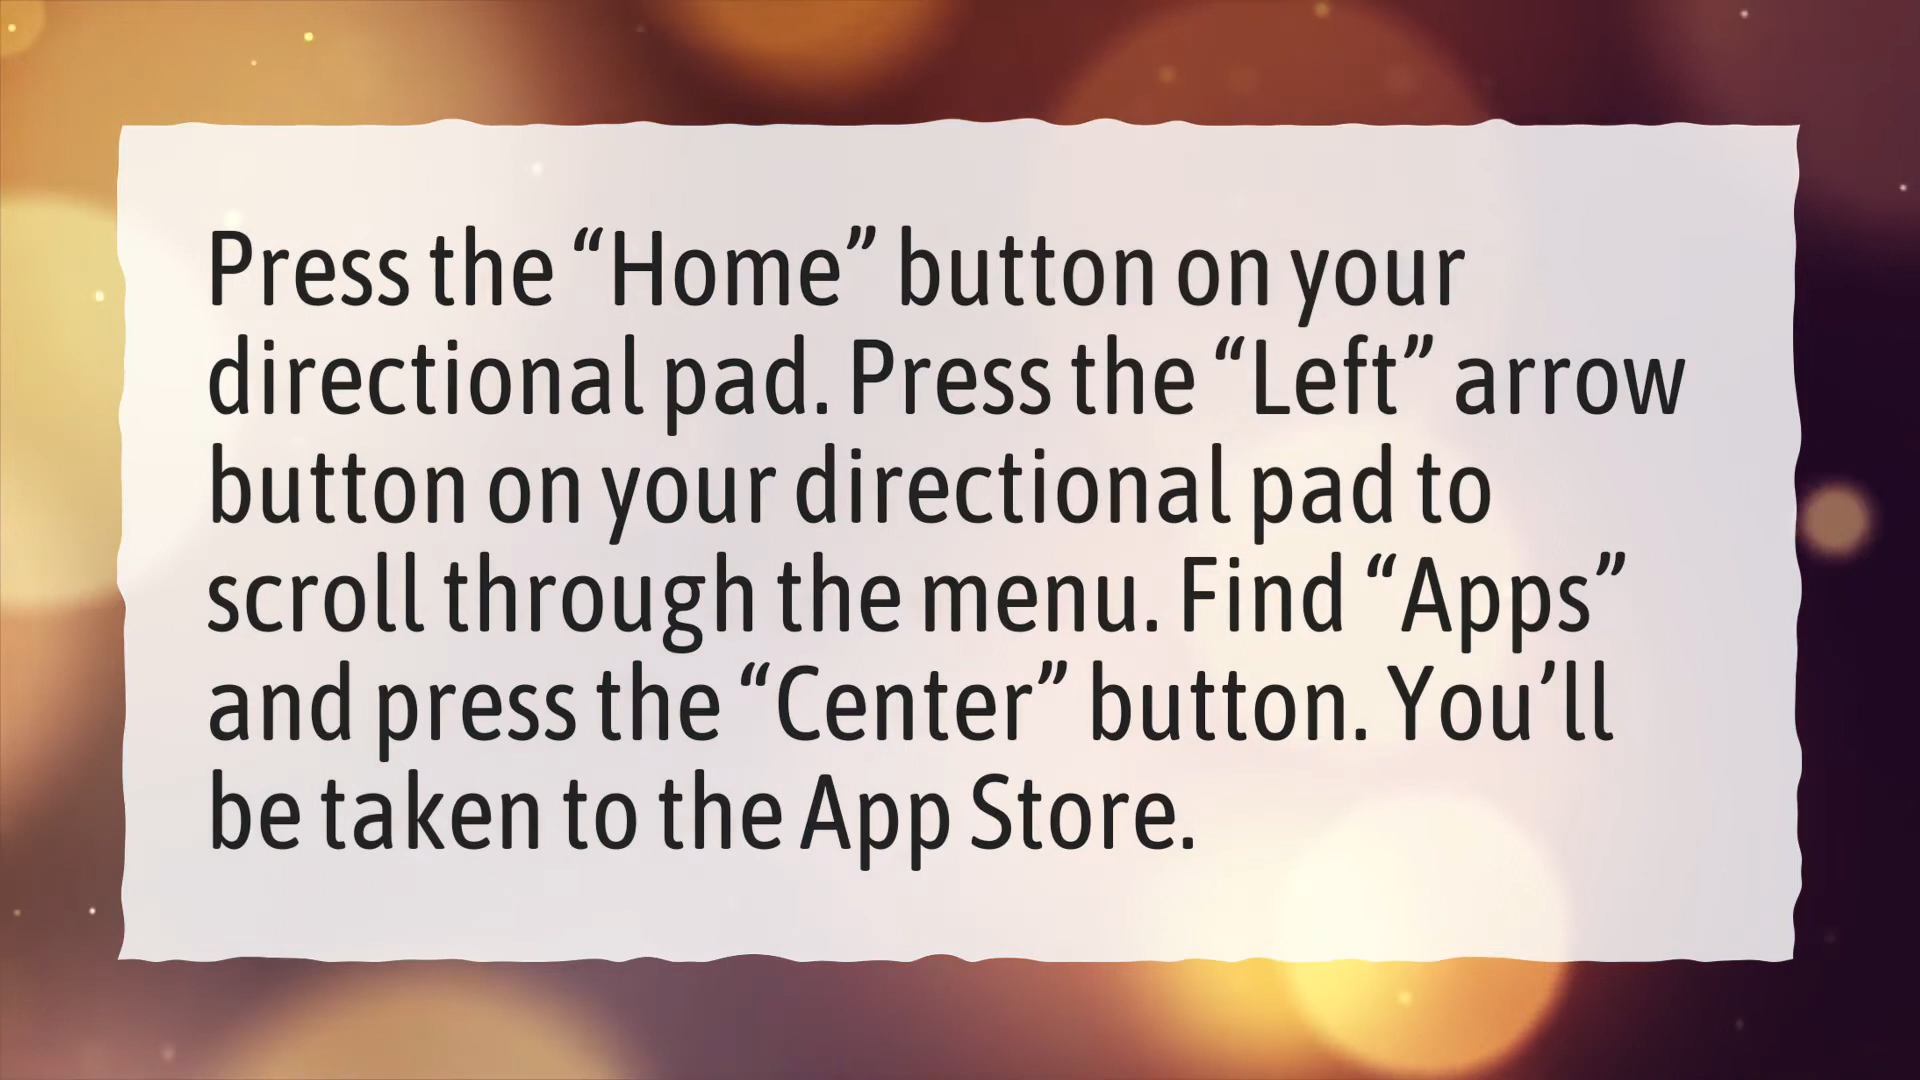 Press the “Home” button on your
directional pad. Press the “Left” arrow
button on your directional pad to
scroll through the menu. Find “Apps”
and press the “Center” button. You’ll
be taken to the App Store.